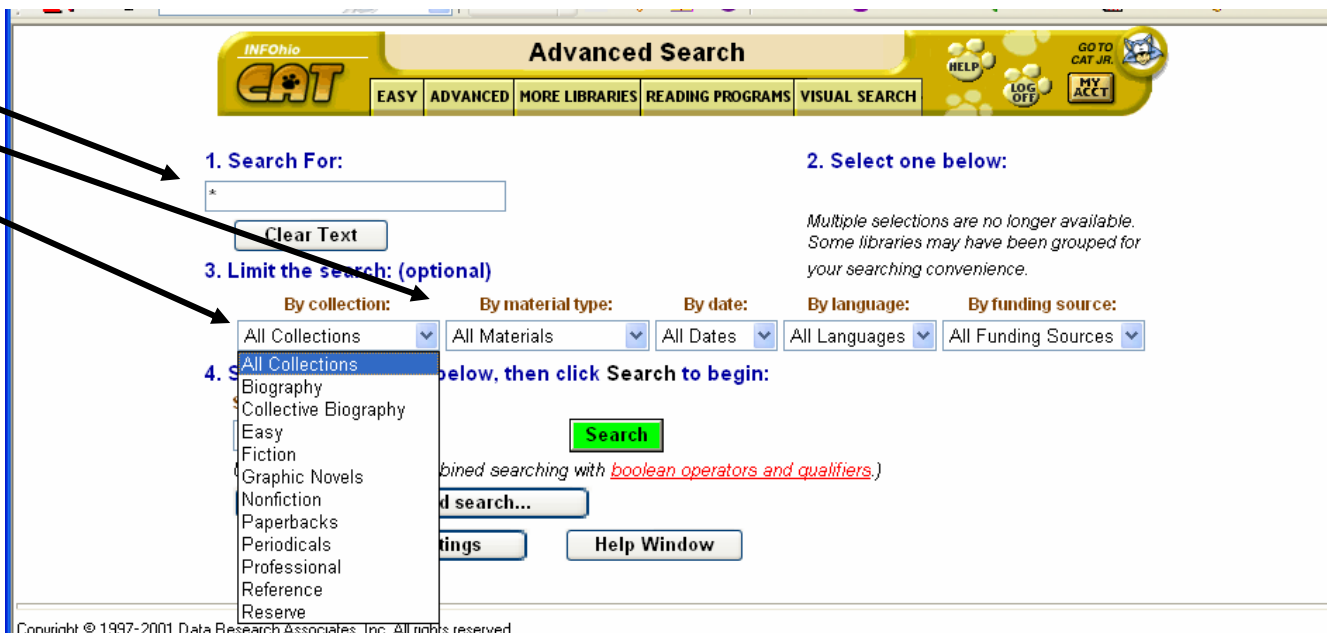 INFOhio
CAT
Advanced Search
HELP
GO TO
CAT JR.
EASY ADVANCED MORE LIBRARIES READING PROGRAMS VISUAL SEARCH
LOG
OFF
MY
ACCT
1. Search For:
2. Select one below:
*
Clear Text
Multiple selections are no longer available.
Some libraries may have been grouped for
your searching convenience.
3. Limit the search: (optional)
By collection: By material type: By date: By language: By funding source:
All Collections All Materials All Dates All Languages All Funding Sources
All Collections
4. S below, then click Search to begin:
Biography
Collective Biography
Easy
Search
Fiction
Graphic Novels
bined searching with boolean operators and qualifiers.)
Nonfiction
d search...
Paperbacks
Periodicals
tings Help Window
Professional
Reference
Reserve
Copyright © 1997-2001 Data Research Associates, Inc. All rights reserved